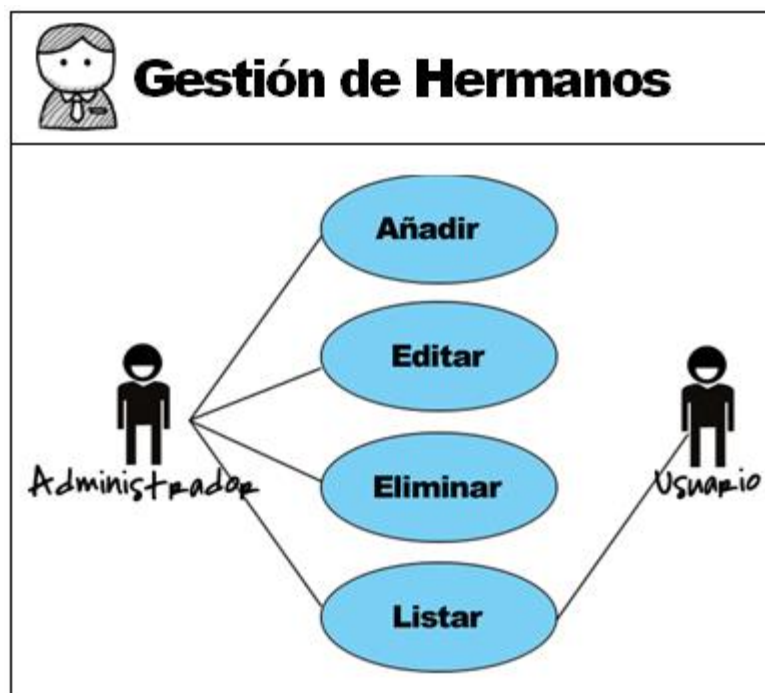 Gestión de Hermanos
Añadir
Editar
Administrador
Usuario
Eliminar
Listar